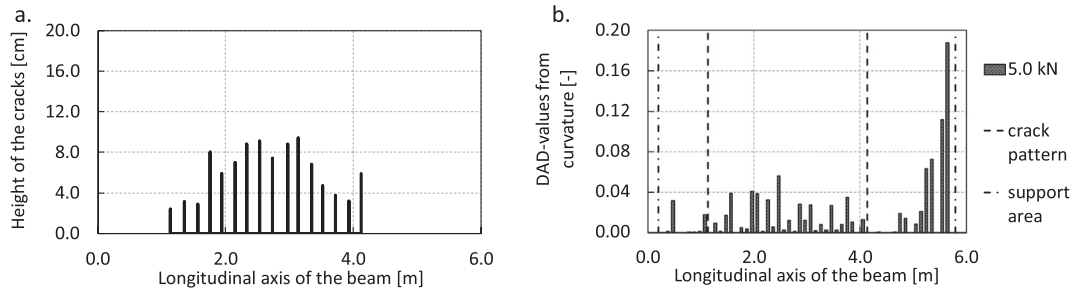 a.
Height of the cracks [cm]
20.0
16.0
12.0
8.0
4.0
0.0
0.0 2.0 4.0 6.0
Longitudinal axis of the beam [m]
b.
DAD-values from
curvature [-]
0.20
0.16
0.12
0.08
0.04
0.00
0.0 2.0 4.0 6.0
Longitudinal axis of the beam [m]
5.0 kN
crack
pattern
support
area